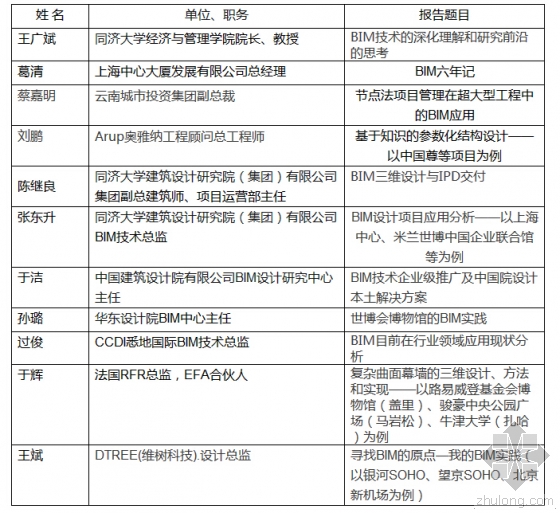 姓 名 单位、职务 报告题目
王广斌 同济大学经济与管理学院院长、教授 BIM技术的深化理解和研究前沿
的思考
葛清 上海中心大厦发展有限公司总经理 BIM六年记
蔡嘉明 云南城市投资集团副总裁 节点法项目管理在超大型工程中
的BIM应用
刘鹏 Arup奥雅纳工程顾问总工程师 基于知识的参数化结构设计——
以中国尊等项目为例
陈继良 同济大学建筑设计研究院（集团）有限公司 BIM三维设计与IPD交付
集团副总建筑师、项目运营部主任
张东升 同济大学建筑设计研究院（集团）有限公司 BIM设计项目应用分析——以上海
BIM技术总监 中心、米兰世博中国企业联合馆
等为例
于洁 中国建筑设计院有限公司BIM设计研究中心 BIM技术企业级推广及中国院设计
主任 本土解决方案
孙璐 华东设计院BIM中心主任 世博会博物馆的BIM实践
过俊 CCDI悉地国际BIM技术总监 BIM目前在行业领域应用现状分
析
于辉 法国RFR总监，EFA合伙人 复杂曲面幕墙的三维设计、方法
和实现——以路易威登基金会博
物馆（盖里）、骏豪中央公园广
场（马岩松）、牛津大学（扎哈
）为例
王斌 DTREE(维树科技).设计总监 寻找BIM的原点—我的BIM实践（
以银河SOHO、望京SOHO、北京
新机场为例）
zhulong.com